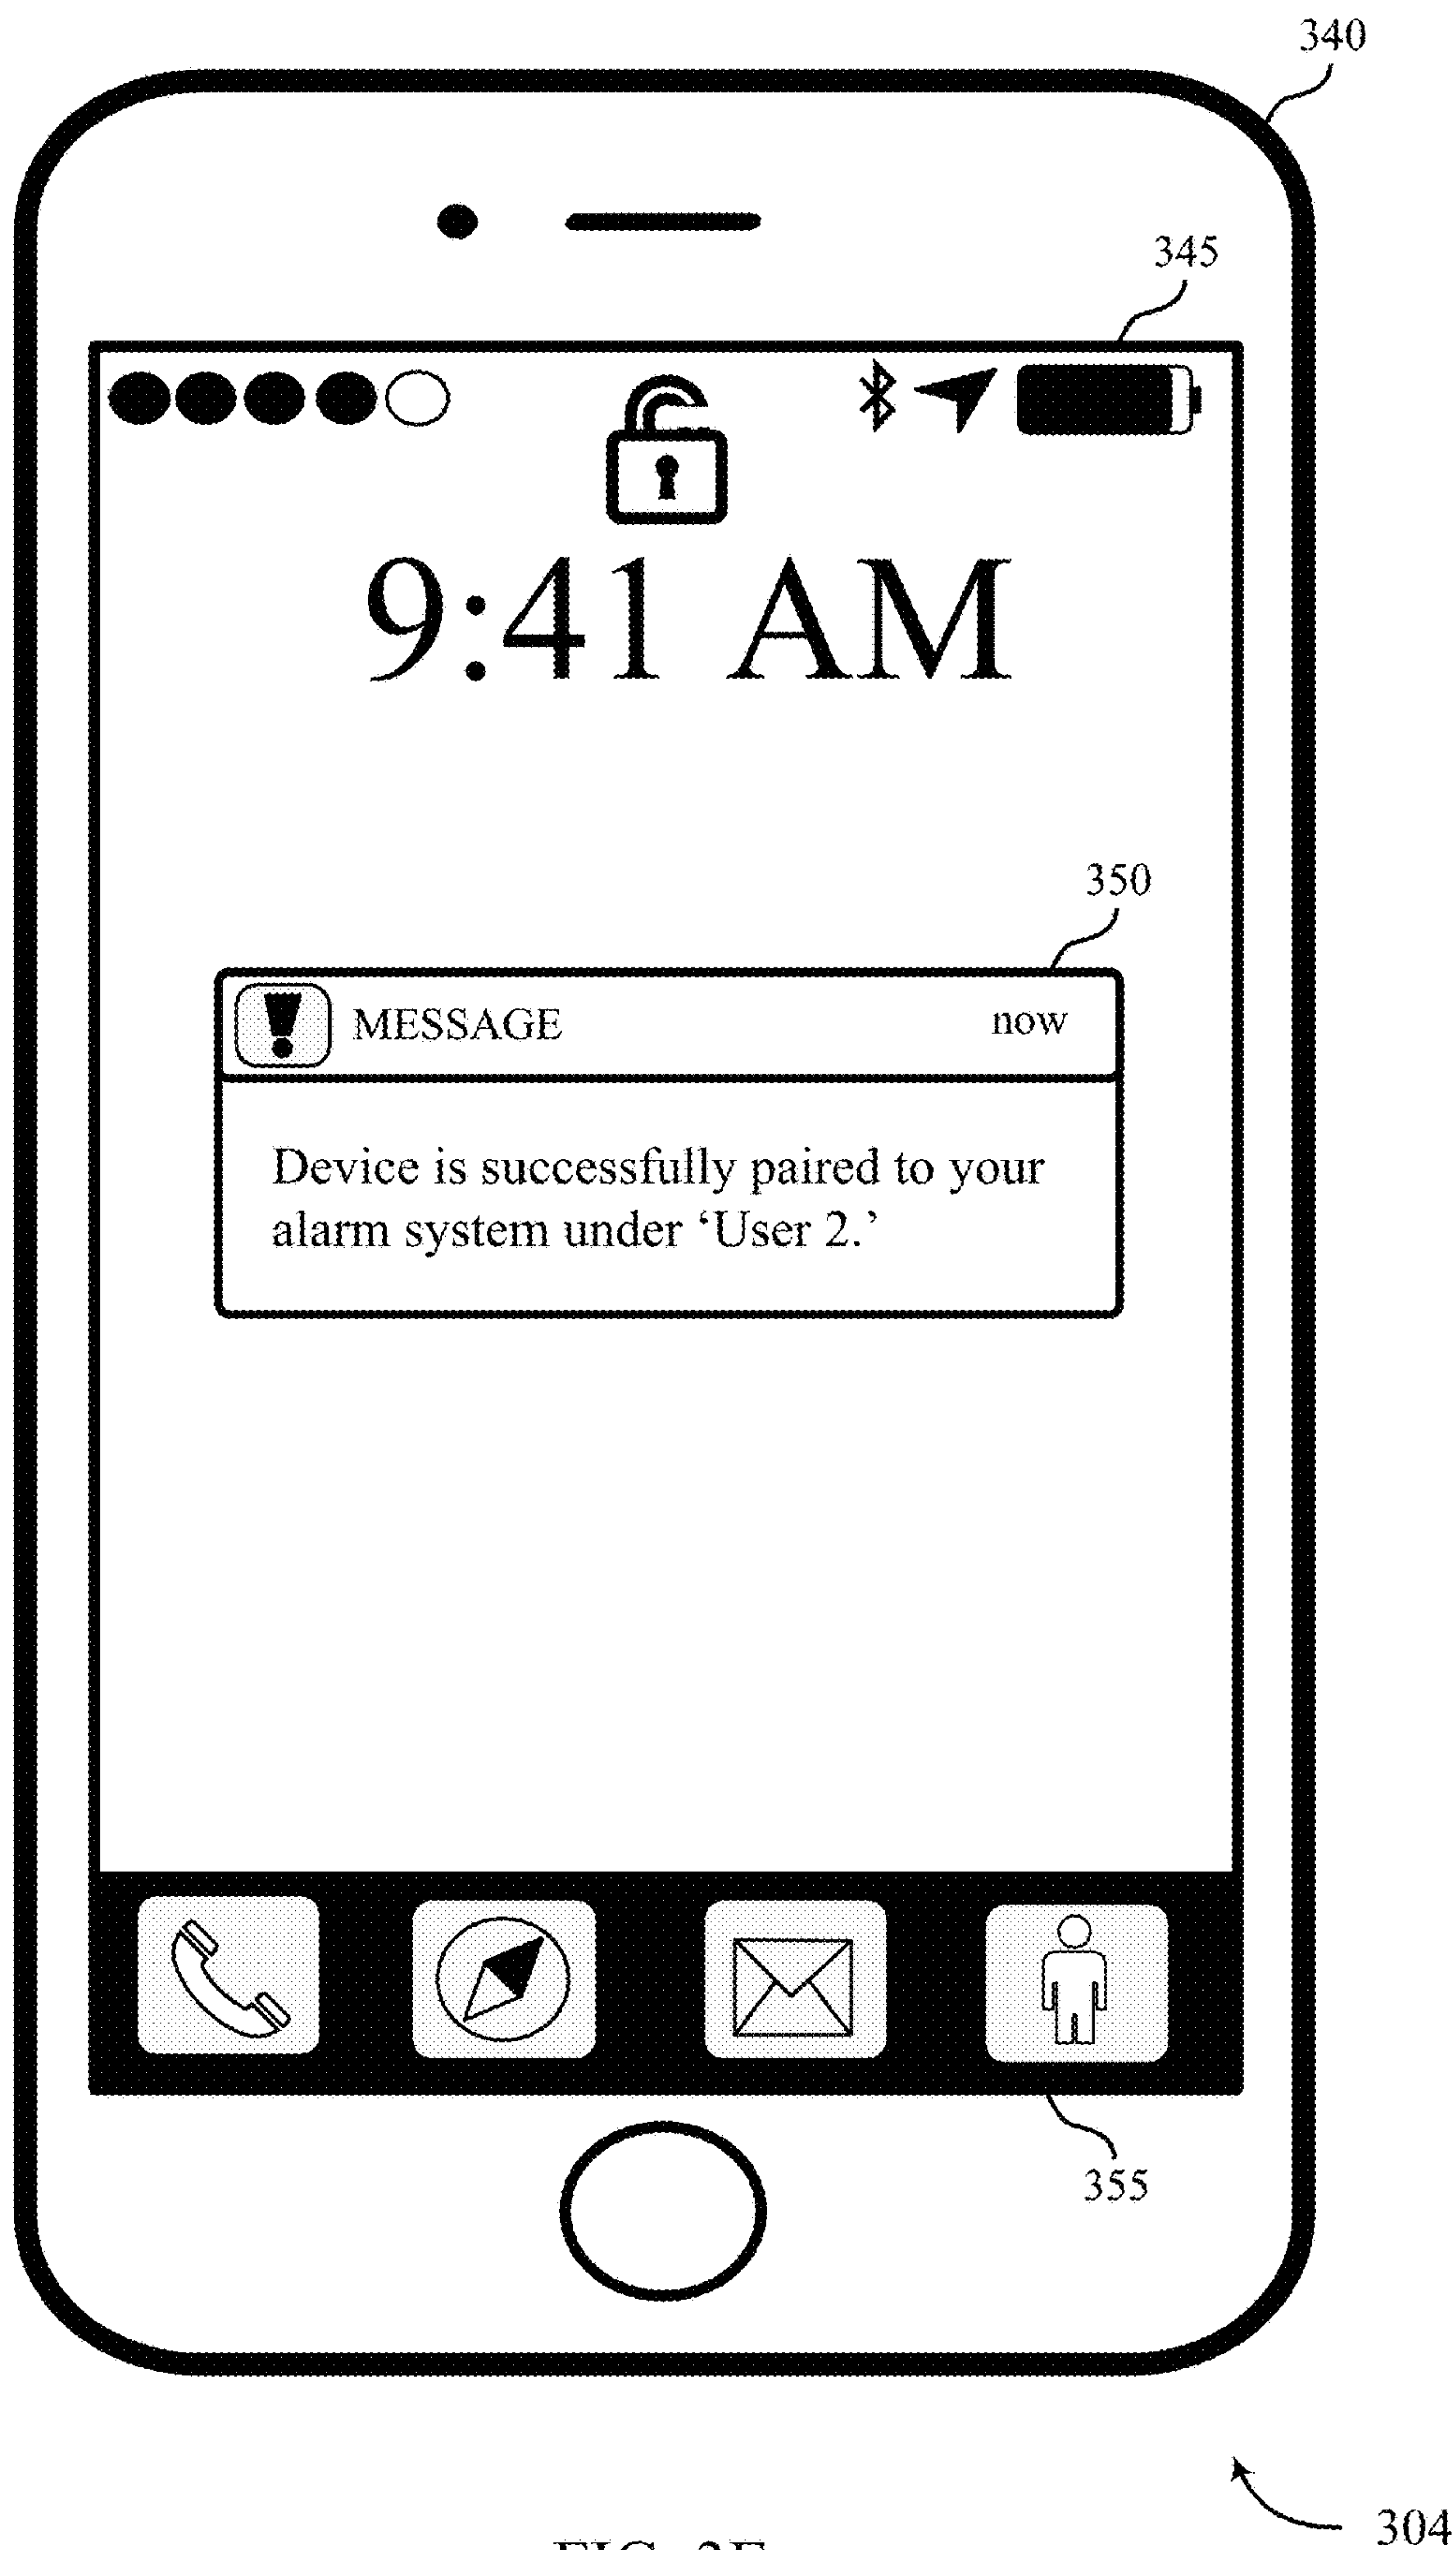 340
345
9:41 AM
350
MESSAGE now
Device is successfully paired to your
alarm system under ‘User 2.’
355
304